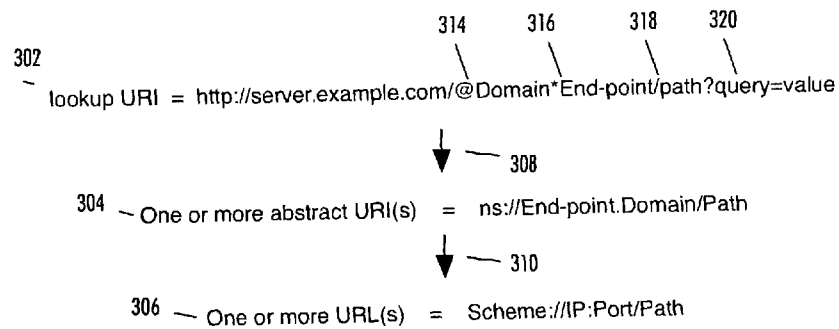 314 316 318 320
302
lookup URI = http://server.example.com/@Domain*End-point/path?query=value
308
304 One or more abstract URI(s) = ns://End-point.Domain/Path
310
306 One or more URL(s) = Scheme://IP:Port/Path